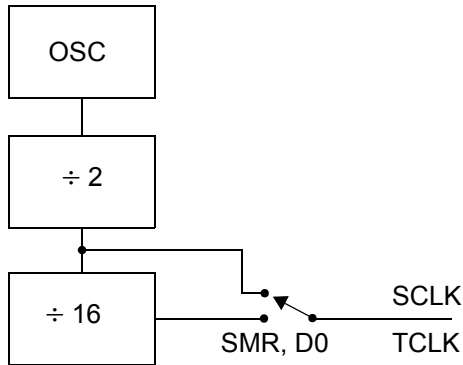 OSC
÷ 2
÷ 16
SCLK
SMR, D0
TCLK